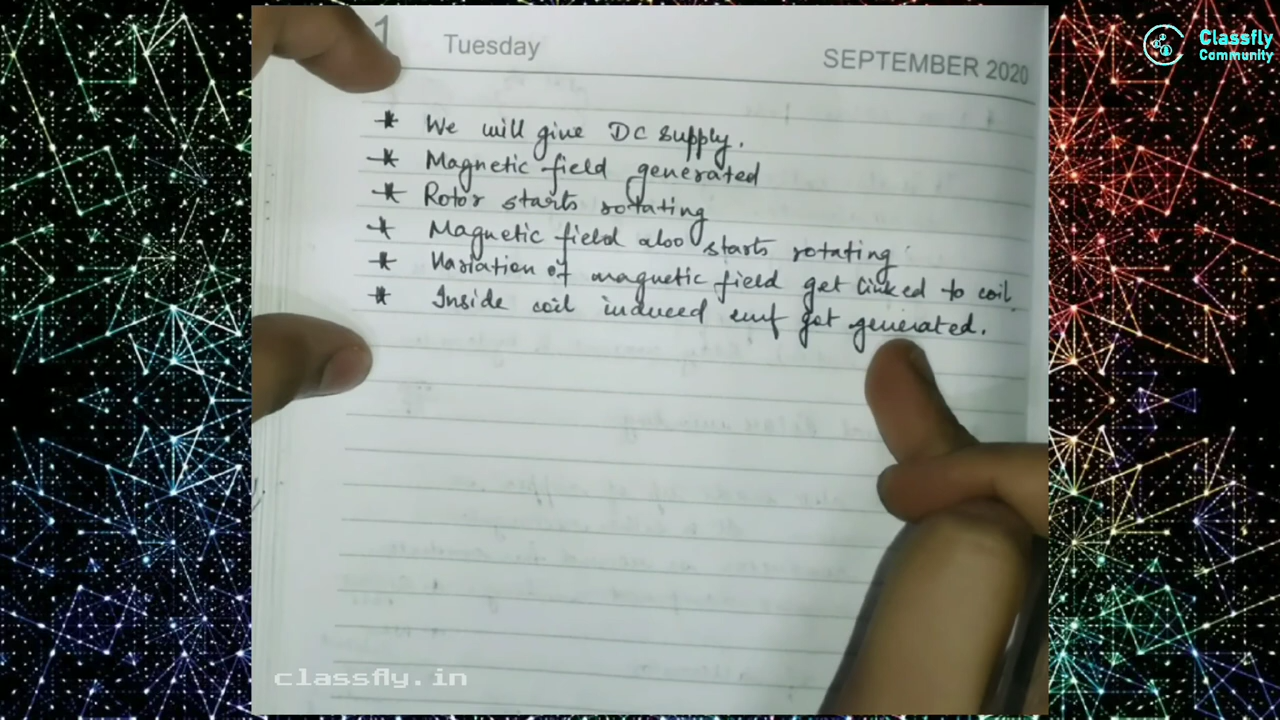 1 Tuesday SEPTEMBER 2020
Classfly
Community
* We will give DC supply.
* Magnetic field generated
* Rotor starts rotating
* Magnetic field also starts rotating
* Variation of magnetic field get linked to coil
* Inside coil induced emf get generated.
classfly.in